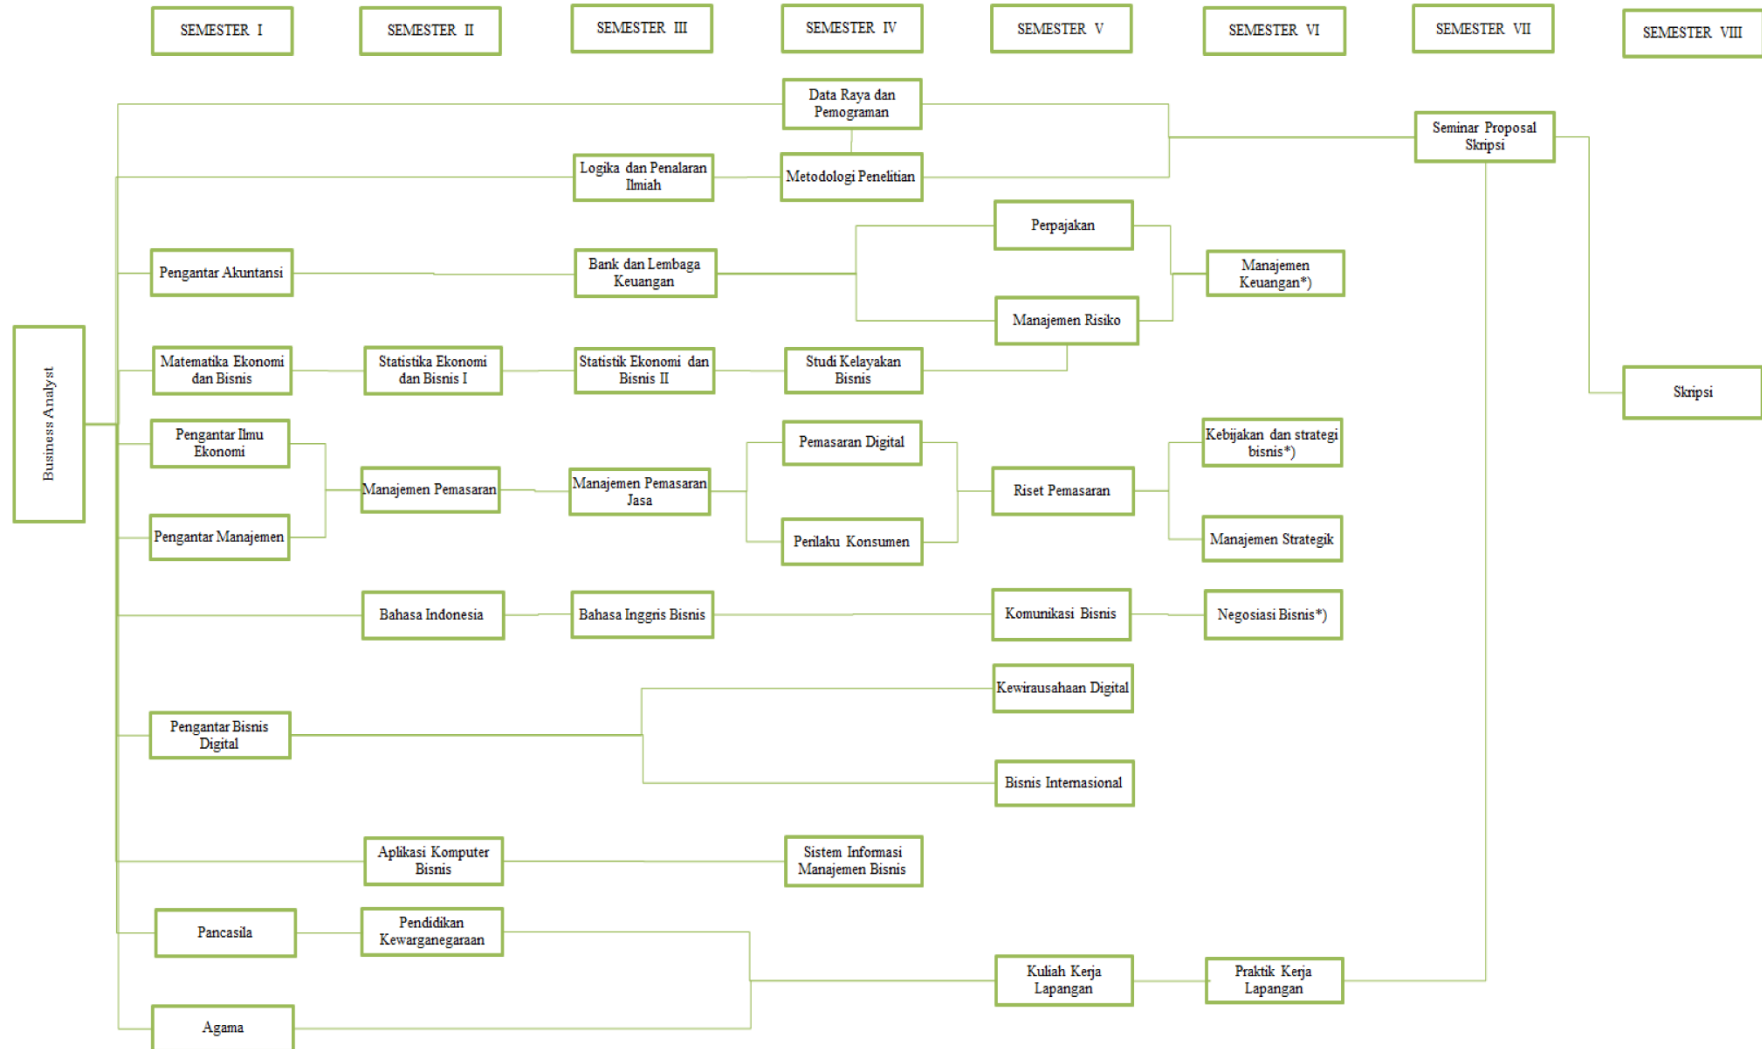 SEMESTER I
SEMESTER II
SEMESTER III
SEMESTER IV
SEMESTER V
SEMESTER VI
SEMESTER VII
SEMESTER VIII
Data Raya dan
Pemograman
Seminar Proposal
Skripsi
Logika dan Penalaran
Ilmiah
Metodologi Penelitian
Perpajakan
Pengantar Akuntansi
Bank dan Lembaga
Keuangan
Manajemen
Keuangan*)
Manajemen Risiko
Business Analyst
Matematika Ekonomi
dan Bisnis
Statistika Ekonomi
dan Bisnis I
Statistik Ekonomi dan
Bisnis II
Studi Kelayakan
Bisnis
Skripsi
Pengantar Ilmu
Ekonomi
Pemasaran Digital
Kebijakan dan strategi
bisnis*)
Manajemen Pemasaran
Manajemen Pemasaran
Jasa
Riset Pemasaran
Pengantar Manajemen
Perilaku Konsumen
Manajemen Strategik
Bahasa Indonesia
Bahasa Inggris Bisnis
Komunikasi Bisnis
Negosiasi Bisnis*)
Kewirausahaan Digital
Pengantar Bisnis
Digital
Bisnis Internasional
Aplikasi Komputer
Bisnis
Sistem Informasi
Manajemen Bisnis
Pancasila
Pendidikan
Kewarganegaraan
Kuliah Kerja
Lapangan
Praktik Kerja
Lapangan
Agama